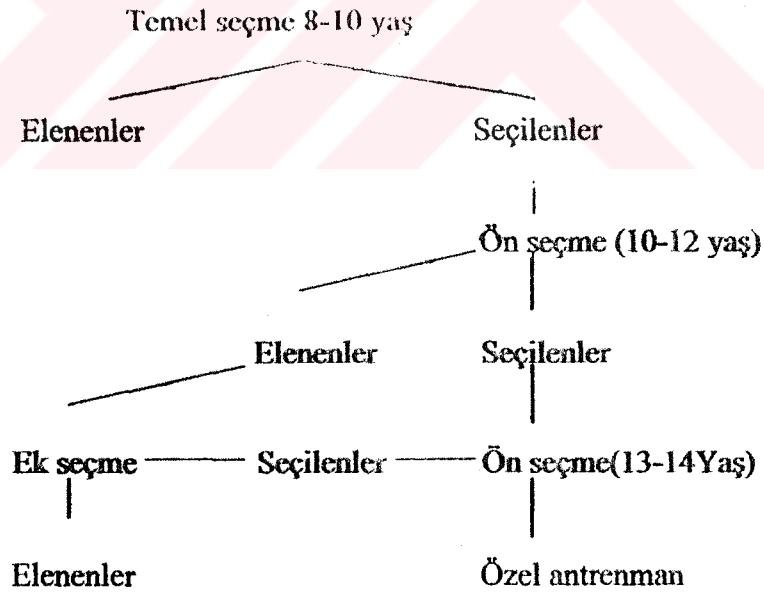 Temel seçme 8-10 yaş
Elenenler Seçilenler
Ön seçme (10-12 yaş)
Elenenler Seçilenler
Ek seçme Seçilenler Ön seçme(13-14Yaş)
Elenenler Özel antrenman